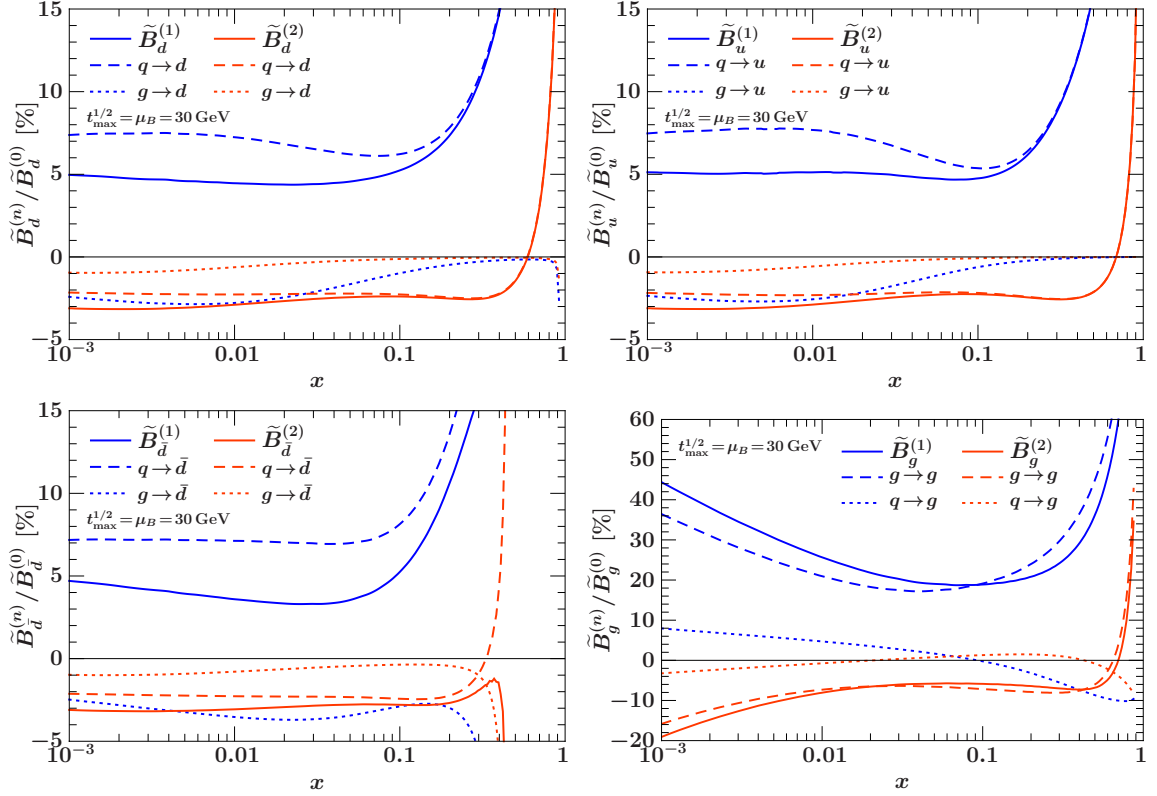 15
10
5
0
−5
10⁻³ 0.01 0.1 1
x
B̃_d^(n) / B̃_d^(0) [%]
B̃_d^(1) B̃_d^(2)
q→d q→d
g→d g→d
t_max^1/2 = μ_B = 30 GeV
15
10
5
0
−5
10⁻³ 0.01 0.1 1
x
B̃_u^(n) / B̃_u^(0) [%]
B̃_u^(1) B̃_u^(2)
q→u q→u
g→u g→u
t_max^1/2 = μ_B = 30 GeV
15
10
5
0
−5
10⁻³ 0.01 0.1 1
x
B̃_d̄^(n) / B̃_d̄^(0) [%]
B̃_d̄^(1) B̃_d̄^(2)
q→d̄ q→d̄
g→d̄ g→d̄
t_max^1/2 = μ_B = 30 GeV
60
50
40
30
20
10
0
−10
−20
10⁻³ 0.01 0.1 1
x
B̃_g^(n) / B̃_g^(0) [%]
t_max^1/2 = μ_B = 30 GeV
B̃_g^(1) B̃_g^(2)
g→g g→g
q→g q→g